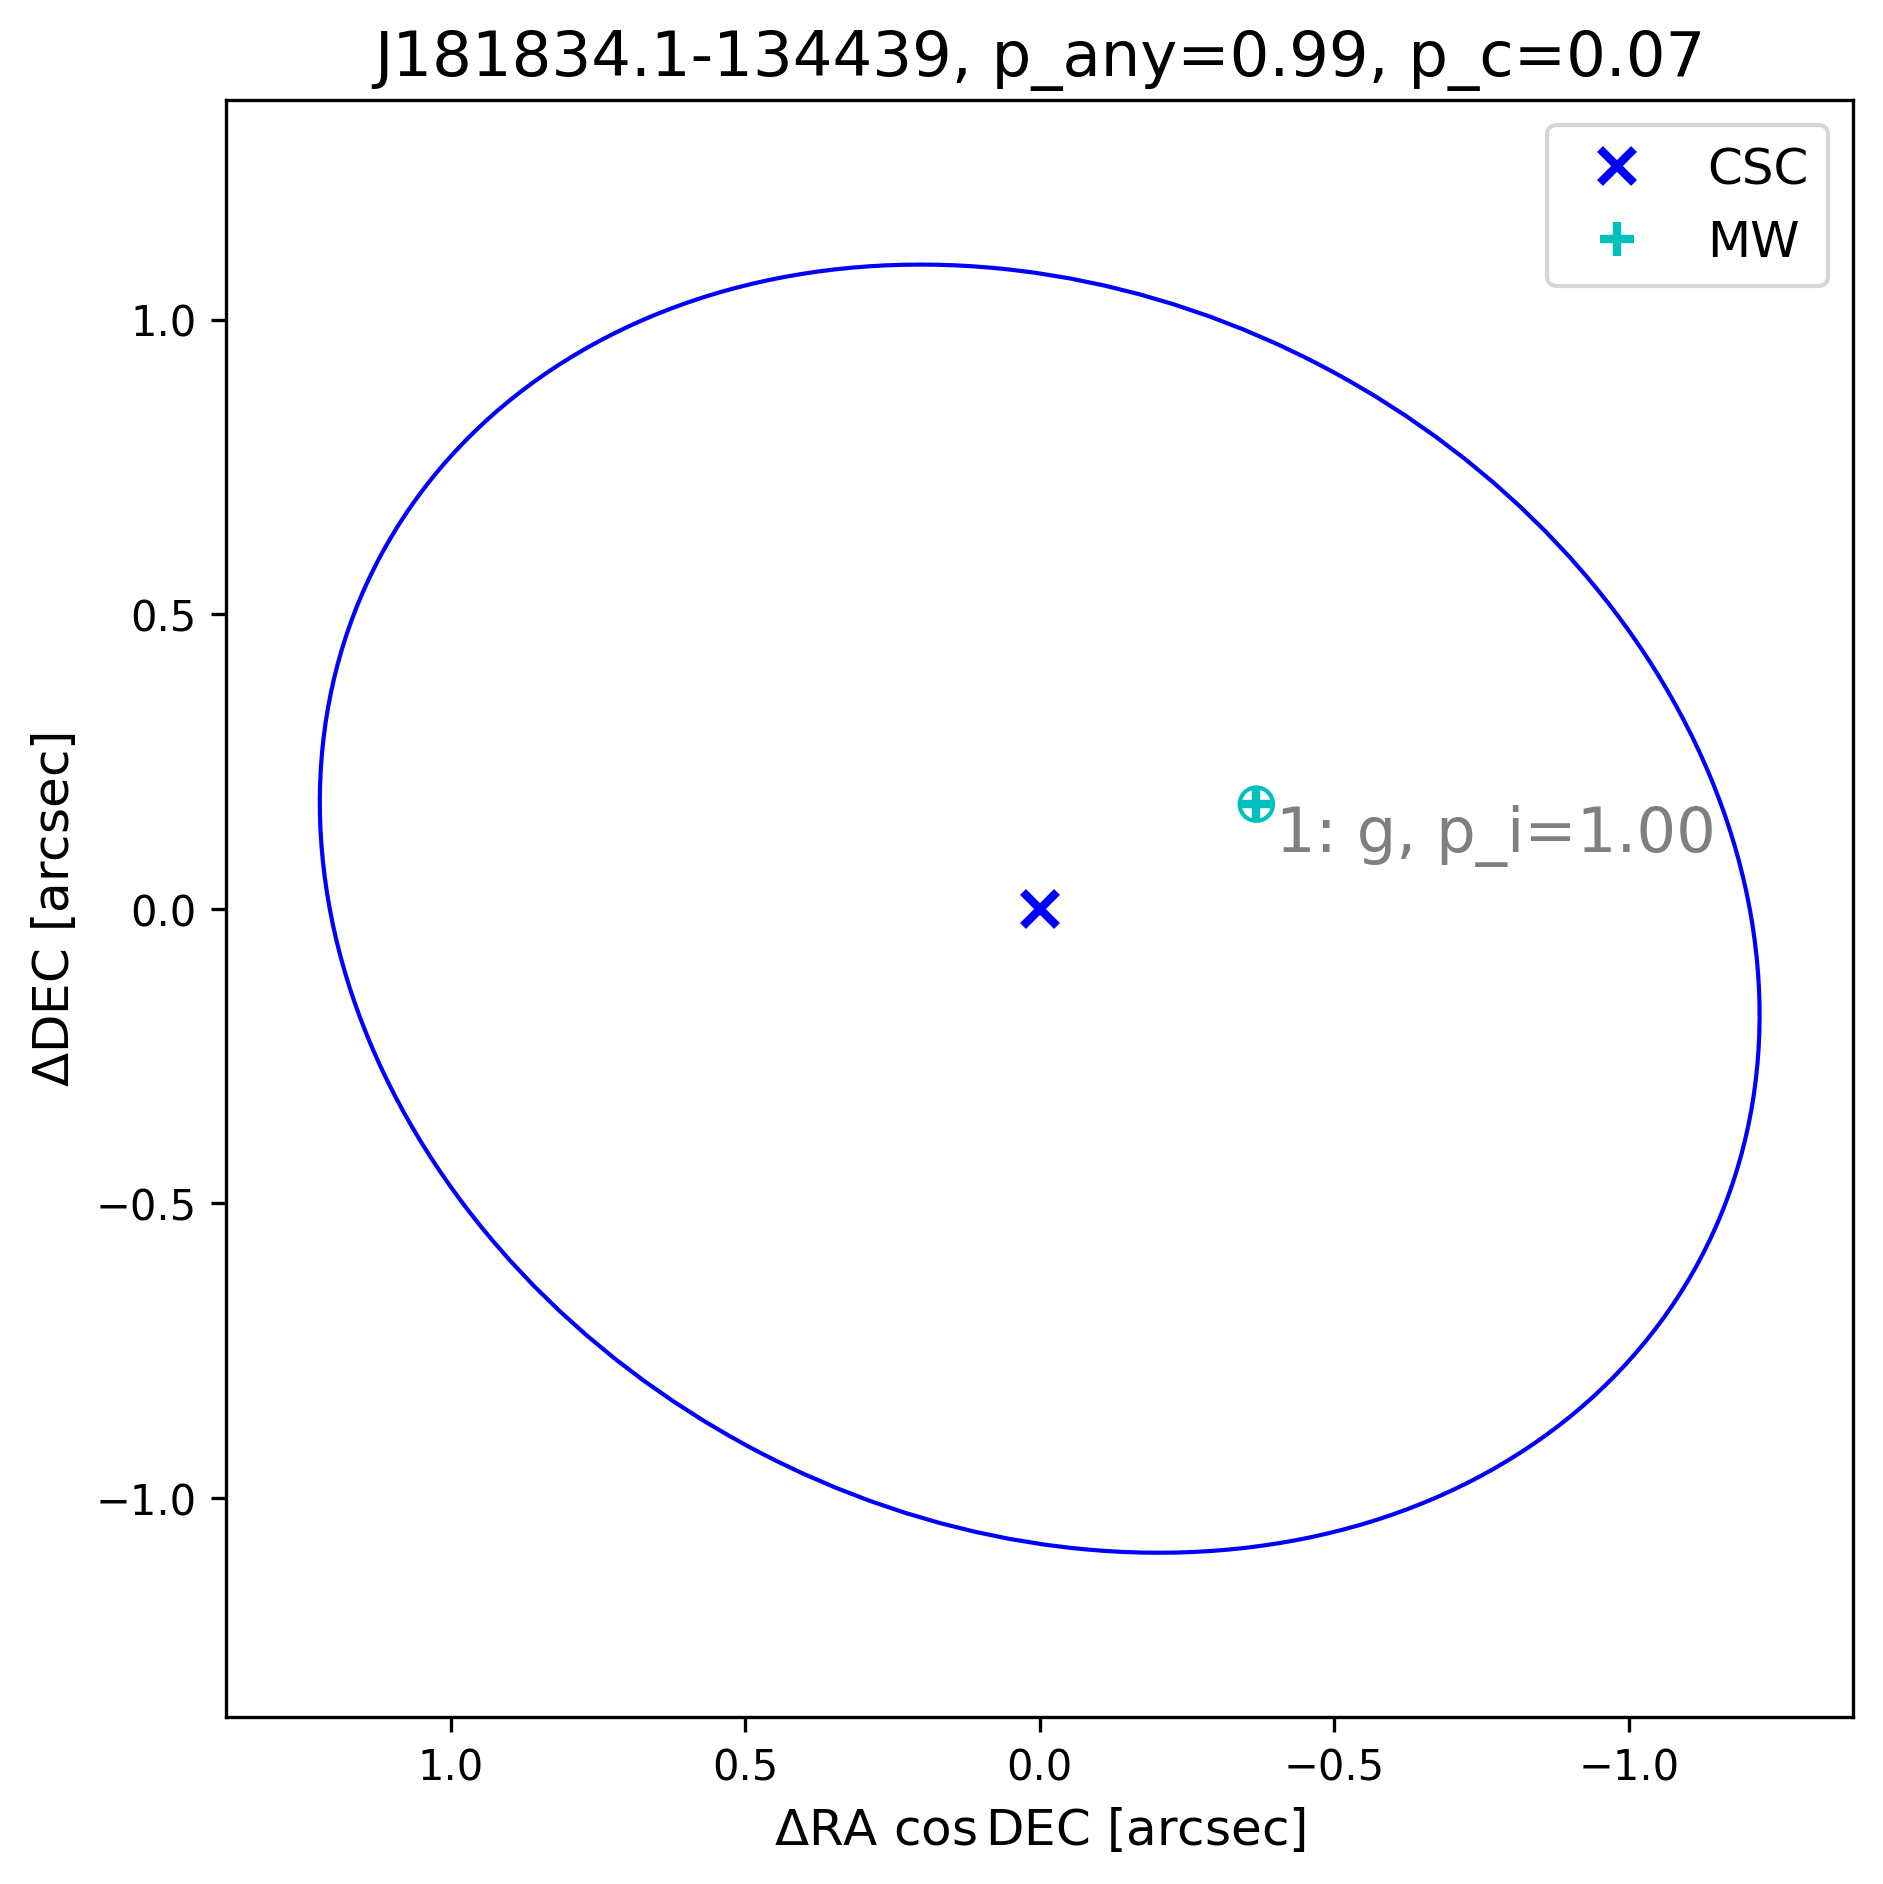 J181834.1-134439, p_any=0.99, p_c=0.07
CSC
MW
1.0
0.5
0.0
−0.5
−1.0
ΔDEC [arcsec]
1: g, p_i=1.00
1.0
0.5
0.0
−0.5
−1.0
ΔRA cos DEC [arcsec]